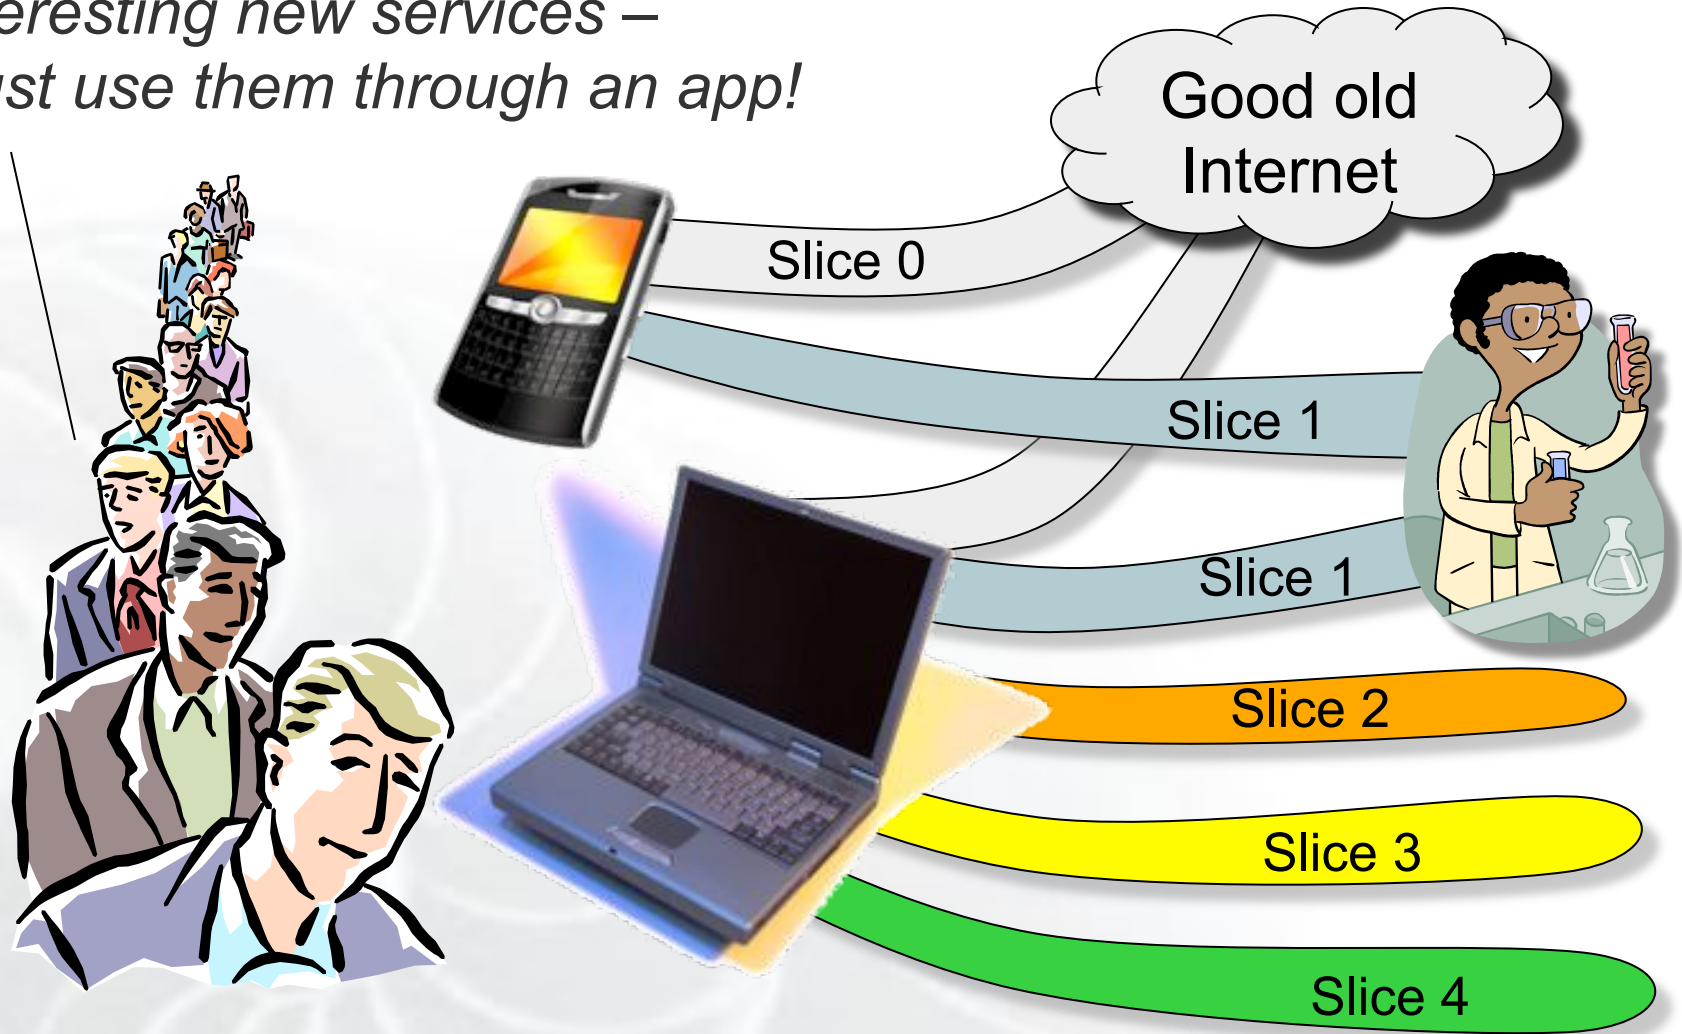 eresting new services –
ust use them through an app!
Good old
Internet
Slice 0
Slice 1
Slice 1
Slice 2
Slice 3
Slice 4